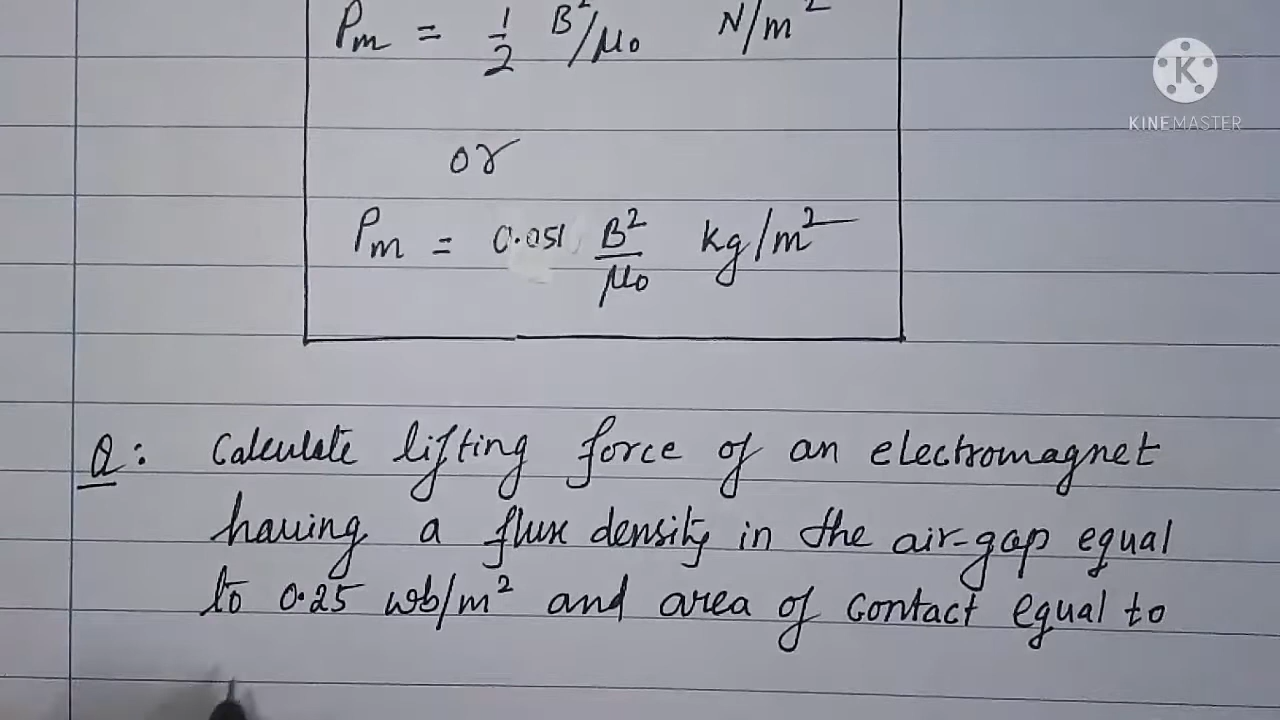 Pm = 1/2 B²/μ₀ N/m²
KINEMASTER
or
Pm = 0.051 B²/μ₀ kg/m²
Q: Calculate lifting force of an electromagnet
having a flux density in the air-gap equal
to 0.25 wb/m² and area of contact equal to